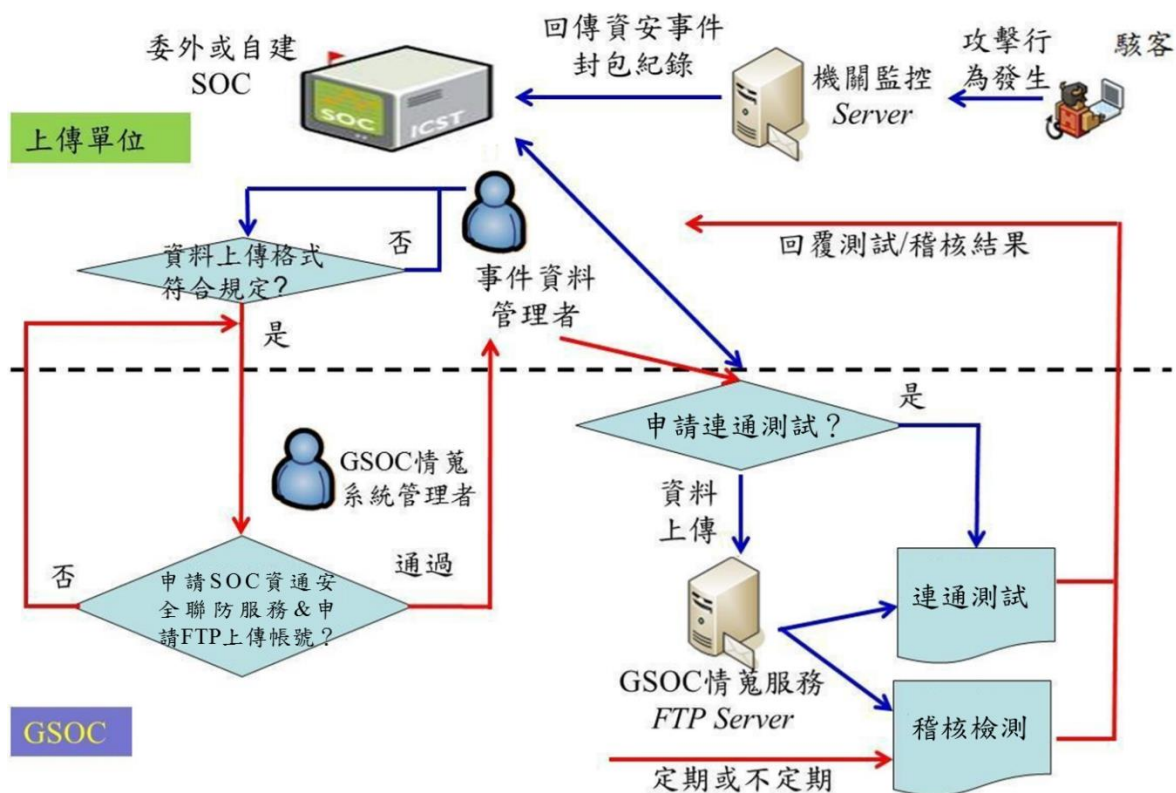 委外或自建
SOC
SOC
ICST
回傳資安事件
封包紀錄
機關監控
Server
攻擊行
為發生
駭客
上傳單位
資料上傳格式
符合規定?
否
是
事件資料
管理者
回覆測試/稽核結果
申請連通測試？
是
GSOC情蒐
系統管理者
資料
上傳
否
申請SOC資通安
全聯防服務&申
請FTP上傳帳號？
通過
連通測試
GSOC情蒐服務
FTP Server
稽核檢測
GSOC
定期或不定期